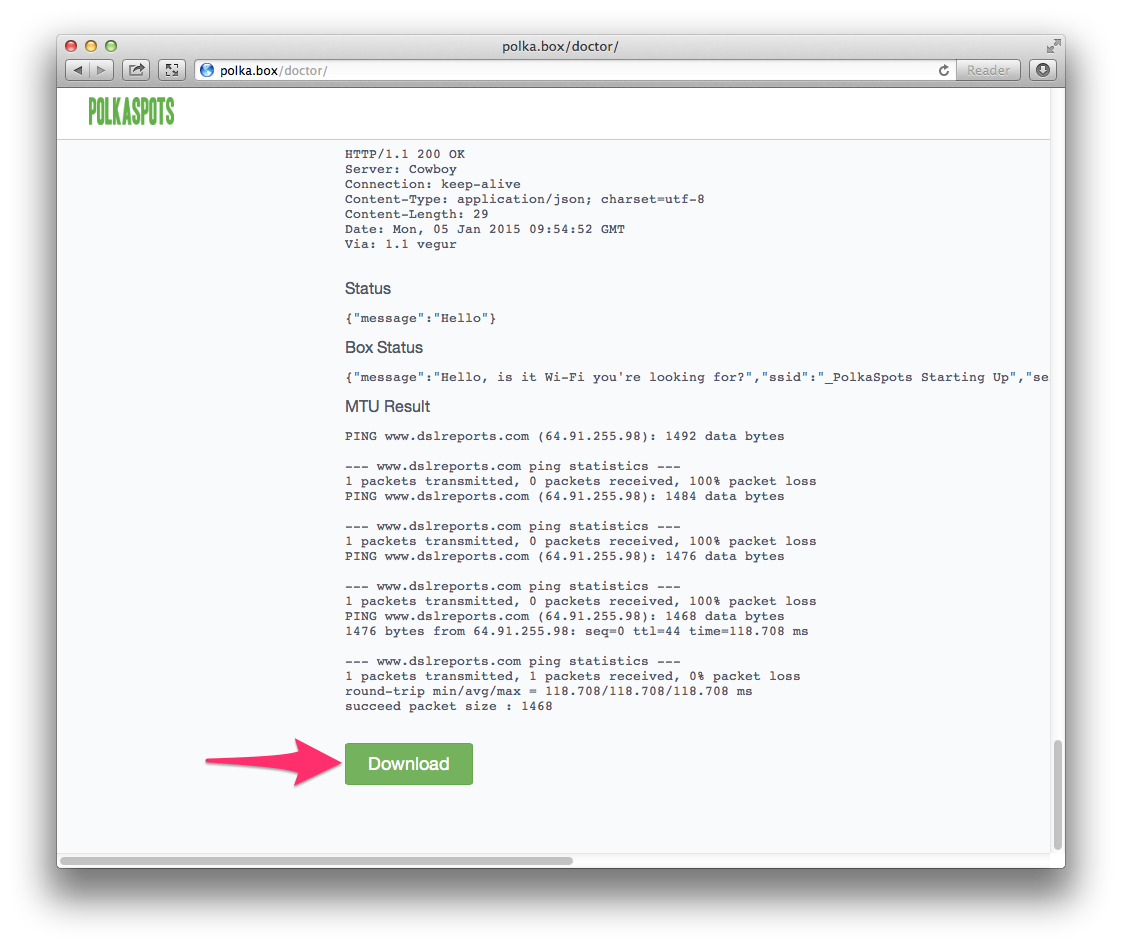 polka.box/doctor/
polka.box/doctor/
Reader
POLKASPOTS
HTTP/1.1 200 OK
Server: Cowboy
Connection: keep-alive
Content-Type: application/json; charset=utf-8
Content-Length: 29
Date: Mon, 05 Jan 2015 09:54:52 GMT
Via: 1.1 vegur
Status
{"message":"Hello"}
Box Status
{"message":"Hello, is it Wi-Fi you're looking for?","ssid":"_PolkaSpots Starting Up","se
MTU Result
PING www.dslreports.com (64.91.255.98): 1492 data bytes
--- www.dslreports.com ping statistics ---
1 packets transmitted, 0 packets received, 100% packet loss
PING www.dslreports.com (64.91.255.98): 1484 data bytes
--- www.dslreports.com ping statistics ---
1 packets transmitted, 0 packets received, 100% packet loss
PING www.dslreports.com (64.91.255.98): 1476 data bytes
--- www.dslreports.com ping statistics ---
1 packets transmitted, 0 packets received, 100% packet loss
PING www.dslreports.com (64.91.255.98): 1468 data bytes
1476 bytes from 64.91.255.98: seq=0 ttl=44 time=118.708 ms
--- www.dslreports.com ping statistics ---
1 packets transmitted, 1 packets received, 0% packet loss
round-trip min/avg/max = 118.708/118.708/118.708 ms
succeed packet size : 1468
Download